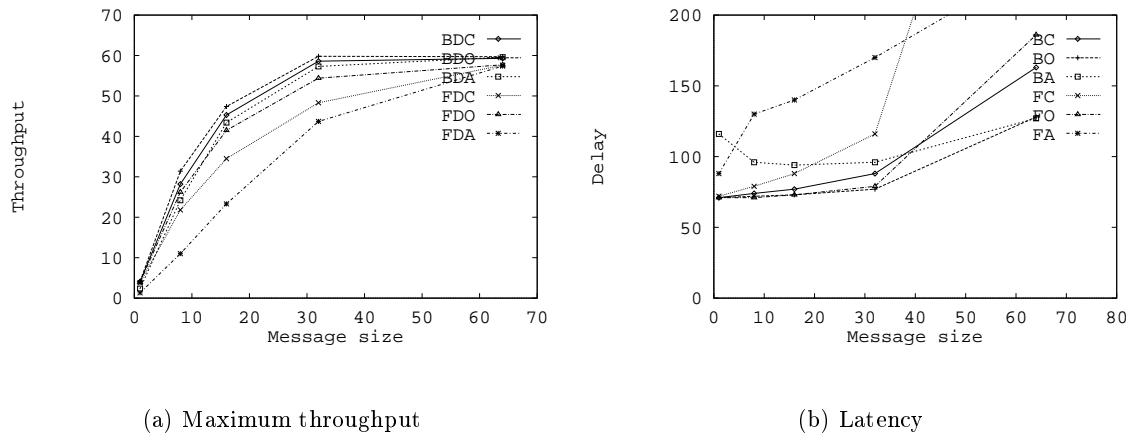 Throughput
70
60
50
40
30
20
10
0
0 10 20 30 40 50 60 70
Message size
BDC
BDO
BDA
FDC
FDO
FDA
(a) Maximum throughput
Delay
200
150
100
50
0
0 10 20 30 40 50 60 70 80
Message size
BC
BO
BA
FC
FO
FA
(b) Latency